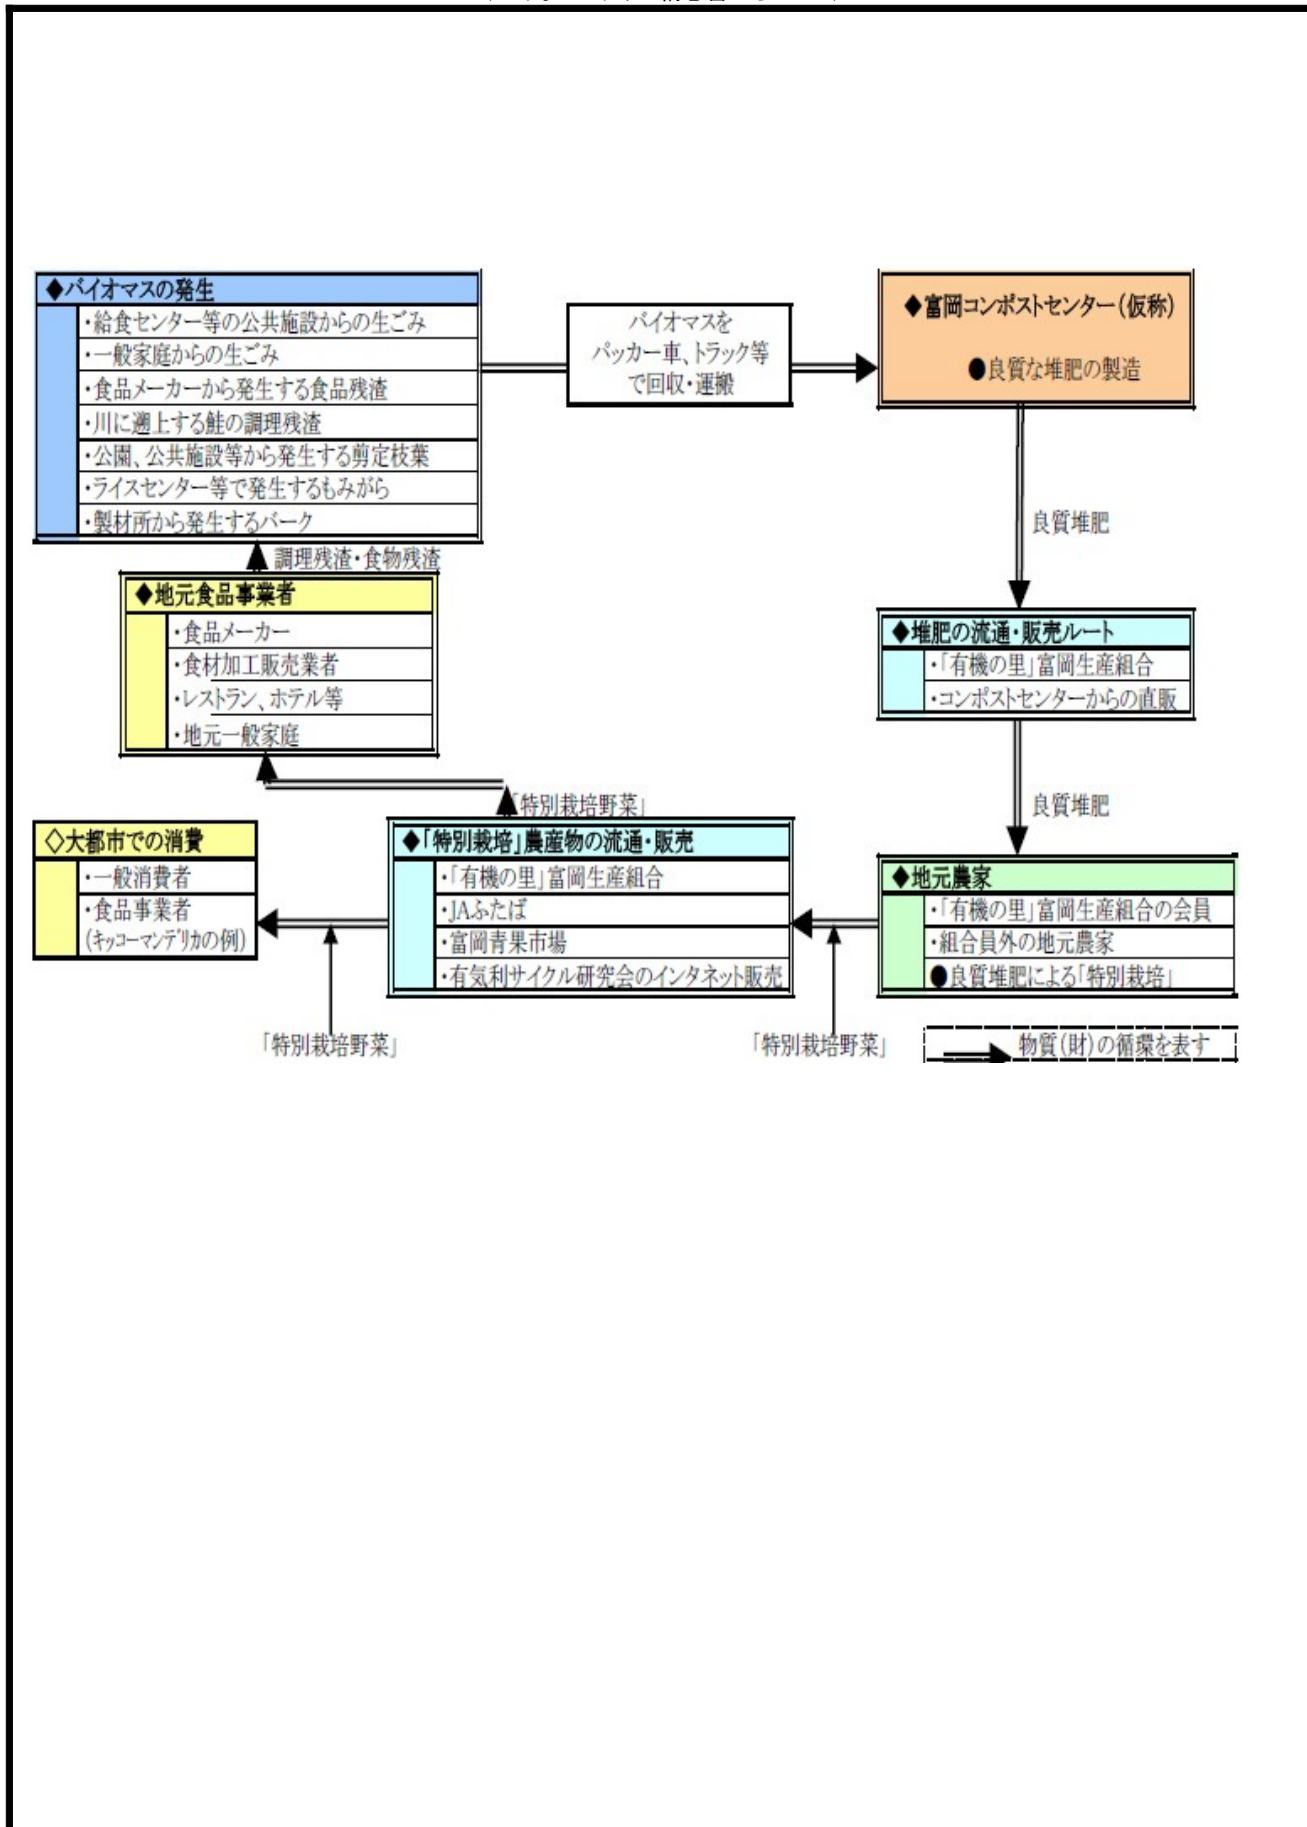 ◆バイオマスの発生
・給食センター等の公共施設からの生ごみ
・一般家庭からの生ごみ
・食品メーカーから発生する食品残渣
・川に遡上する鮭の調理残渣
・公園、公共施設等から発生する剪定枝葉
・ライスセンター等で発生するもみがら
・製材所から発生するバーク
バイオマスを
パッカー車、トラック等
で回収・運搬
◆富岡コンポストセンター(仮称)
●良質な堆肥の製造
良質堆肥
調理残渣・食物残渣
◆地元食品事業者
・食品メーカー
・食材加工販売業者
・レストラン、ホテル等
・地元一般家庭
◆堆肥の流通・販売ルート
・「有機の里」富岡生産組合
・コンポストセンターからの直販
良質堆肥
「特別栽培野菜」
◇大都市での消費
・一般消費者
・食品事業者
(キッコーマンデリカの例)
◆「特別栽培」農産物の流通・販売
・「有機の里」富岡生産組合
・JAふたば
・富岡青果市場
・有気利サイクル研究会のインタネット販売
◆地元農家
・「有機の里」富岡生産組合の会員
・組合員外の地元農家
●良質堆肥による「特別栽培」
「特別栽培野菜」
「特別栽培野菜」
物質(財)の循環を表す